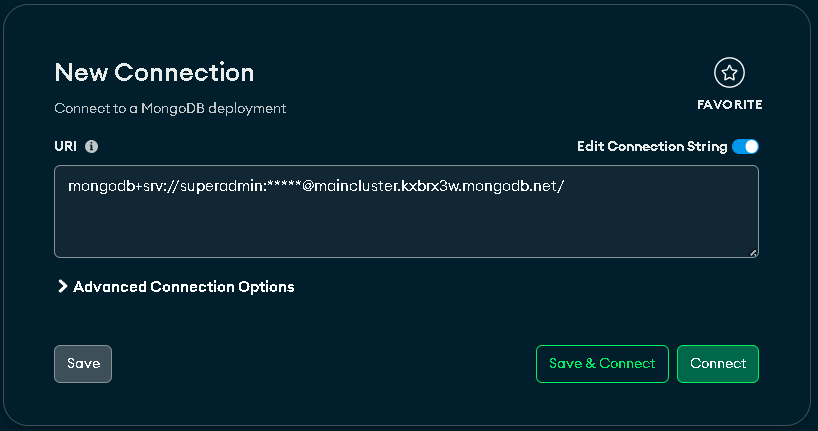 New Connection
FAVORITE
Connect to a MongoDB deployment
URI
Edit Connection String
mongodb+srv://superadmin:*****@maincluster.kxbrx3w.mongodb.net/
Advanced Connection Options
Save
Save & Connect
Connect